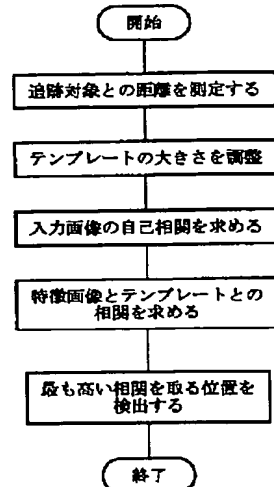 開始
追跡対象との距離を測定する
テンプレートの大きさを調整
入力画像の自己相関を求める
特徴画像とテンプレートとの
相関を求める
最も高い相関を取る位置を
検出する
終了